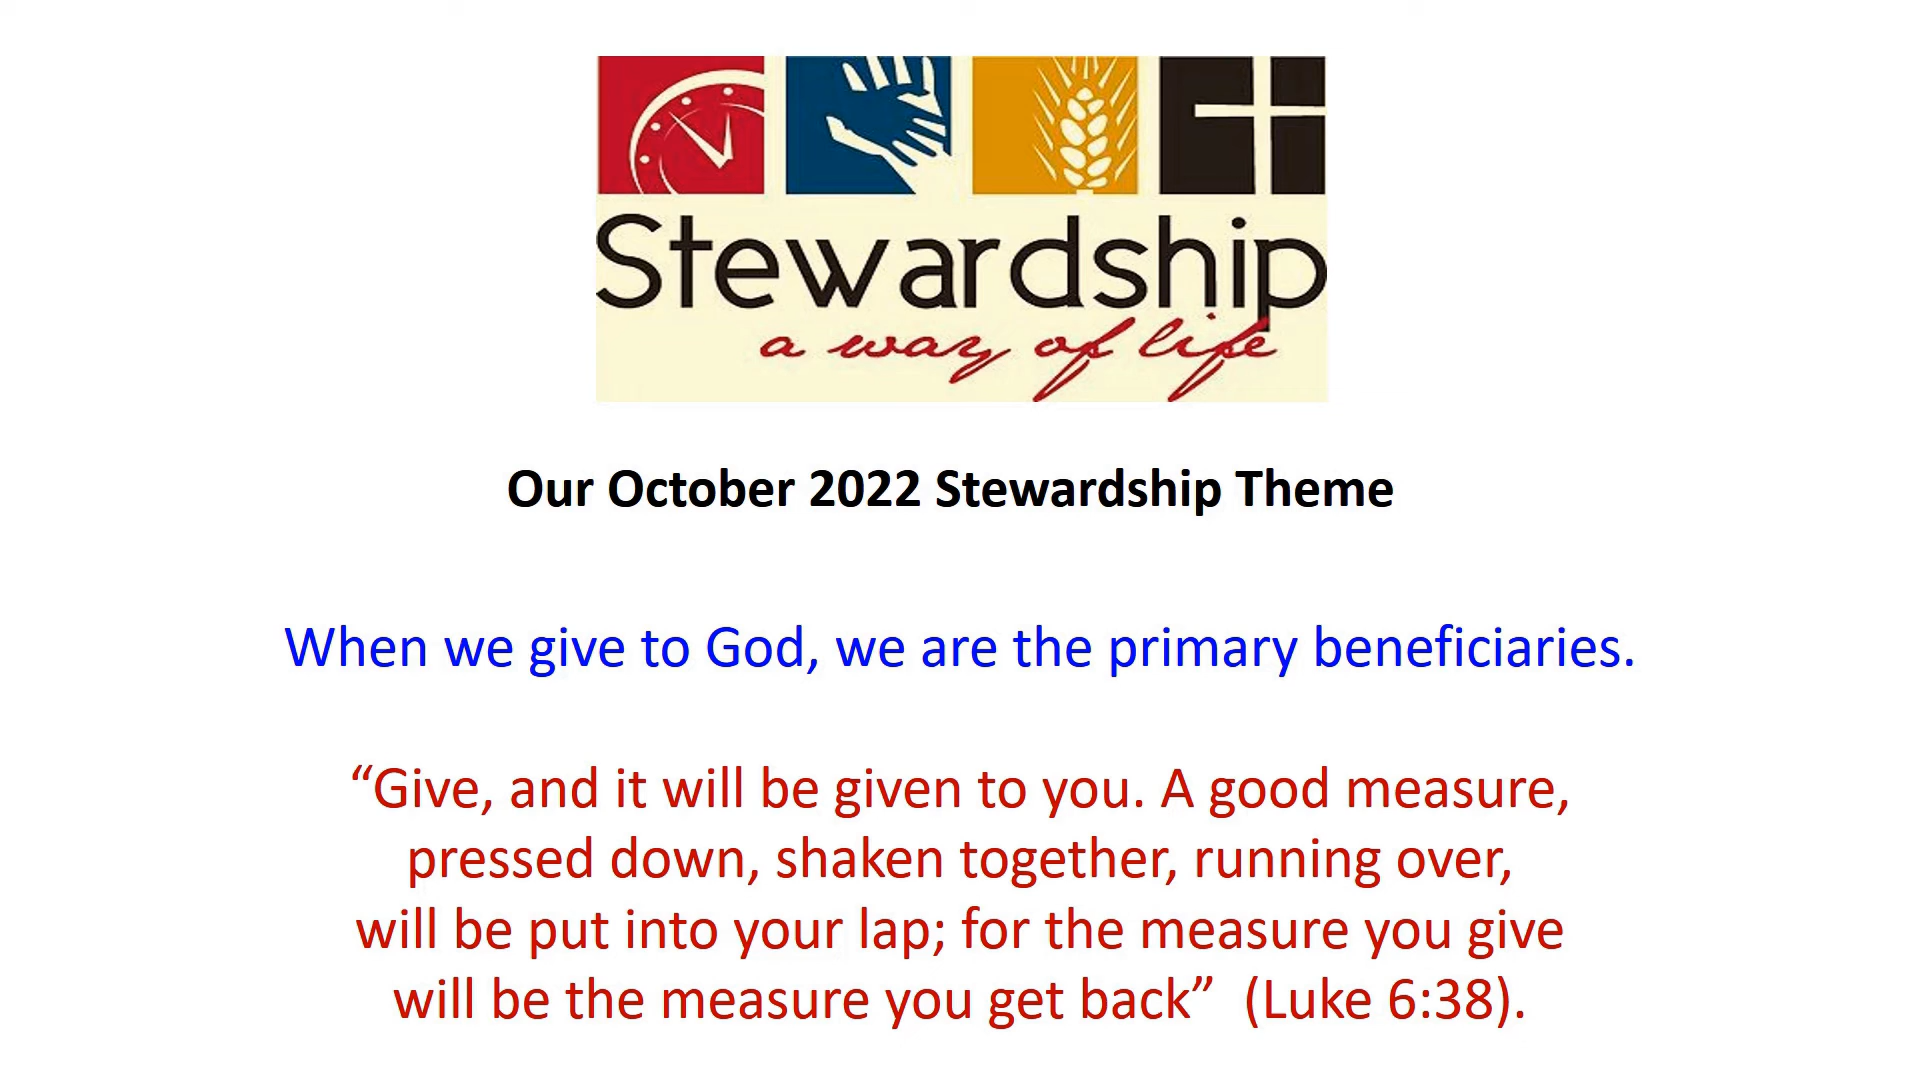 Stewardship
a way of life
Our October 2022 Stewardship Theme
When we give to God, we are the primary beneficiaries.
“Give, and it will be given to you. A good measure,
pressed down, shaken together, running over,
will be put into your lap; for the measure you give
will be the measure you get back”  (Luke 6:38).